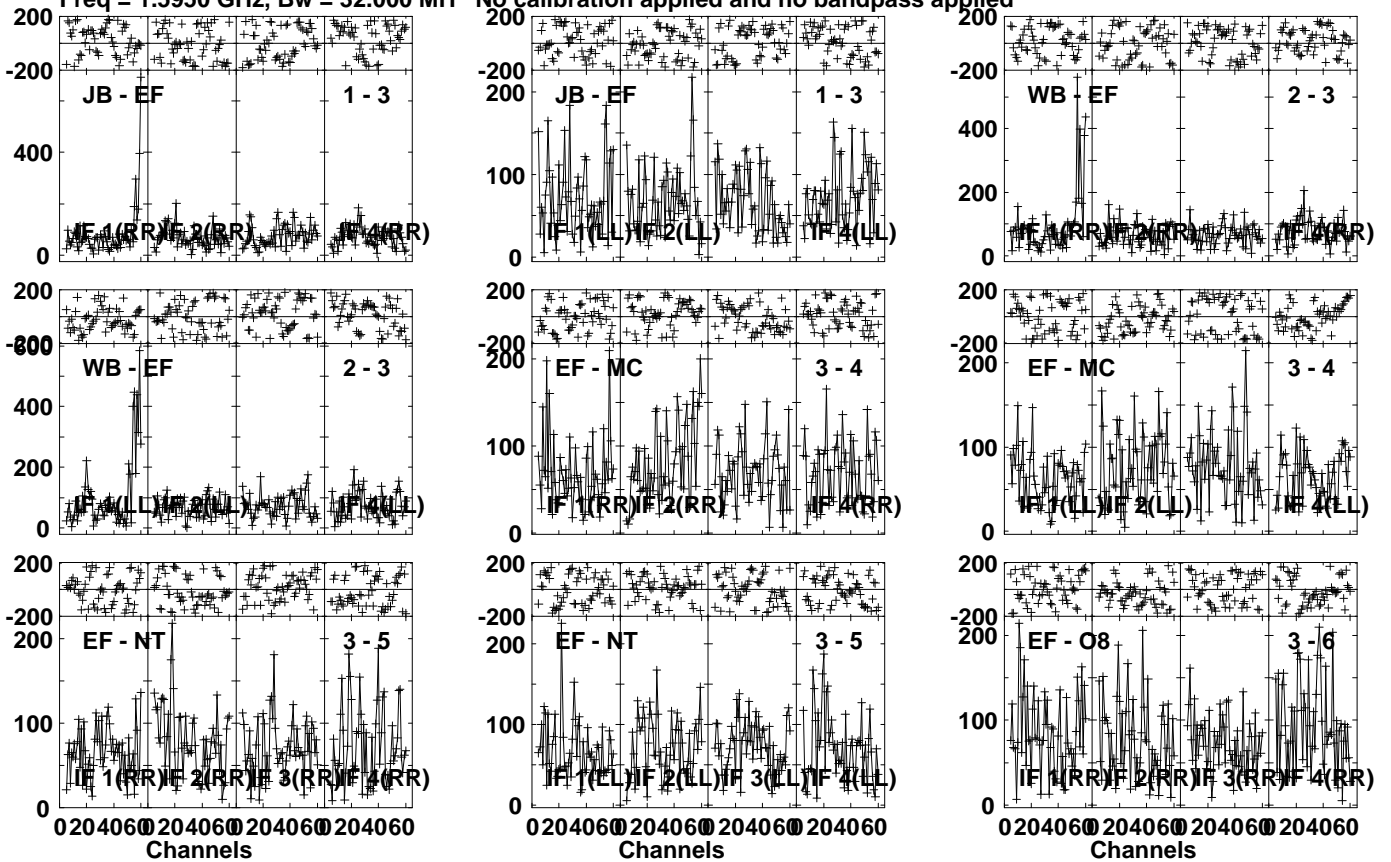 Freq = 1.5950 GHz, Bw = 32.000 MH No calibration applied and no bandpass applied
200 200 200
-200 -200 -200
JB - EF 1 - 3 JB - EF 1 - 3 WB - EF 2 - 3
200
400 400
100
200
IF 1(RR) IF 2(RR) IF 4(RR) IF 1(LL) IF 2(LL) IF 4(LL) IF 1(RR) IF 2(RR) IF 4(RR)
0 0 0
200 200 200
-200 -200 -200
600
WB - EF 2 - 3 EF - MC 3 - 4 EF - MC 3 - 4
200 200
400
100 100
200
IF 1(LL) IF 2(LL) IF 4(LL) IF 1(RR) IF 2(RR) IF 4(RR) IF 1(LL) IF 2(LL) IF 4(LL)
0 0 0
200 200 200
-200 -200 -200
EF - NT 3 - 5 EF - NT 3 - 5 EF - O8 3 - 6
200 200 200
100 100 100
IF 1(RR) IF 2(RR) IF 3(RR) IF 4(RR) IF 1(LL) IF 2(LL) IF 3(LL) IF 4(LL) IF 1(RR) IF 2(RR) IF 3(RR) IF 4(RR)
0 0 0
0 20 40 60 0 20 40 60 0 20 40 60 0 20 40 60 0 20 40 60 0 20 40 60 0 20 40 60 0 20 40 60 0 20 40 60 0 20 40 60 0 20 40 60 0 20 40 60
Channels Channels Channels